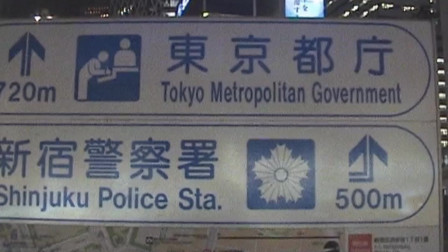 東京都庁
720m
Tokyo Metropolitan Government
新宿警察署
Shinjuku Police Sta.
500m